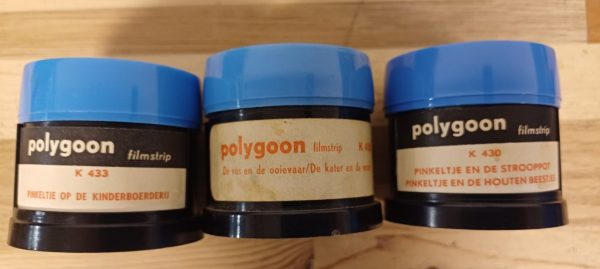 polygoon filmstrip
K 433
PINKELTJE OP DE KINDERBOERDERIJ
polygoon filmstrip
De vos en de ooievaar/De kater en de
polygoon filmstrip
K 430
PINKELTJE EN DE STROOPPOT
PINKELTJE EN DE HOUTEN BEESTJES